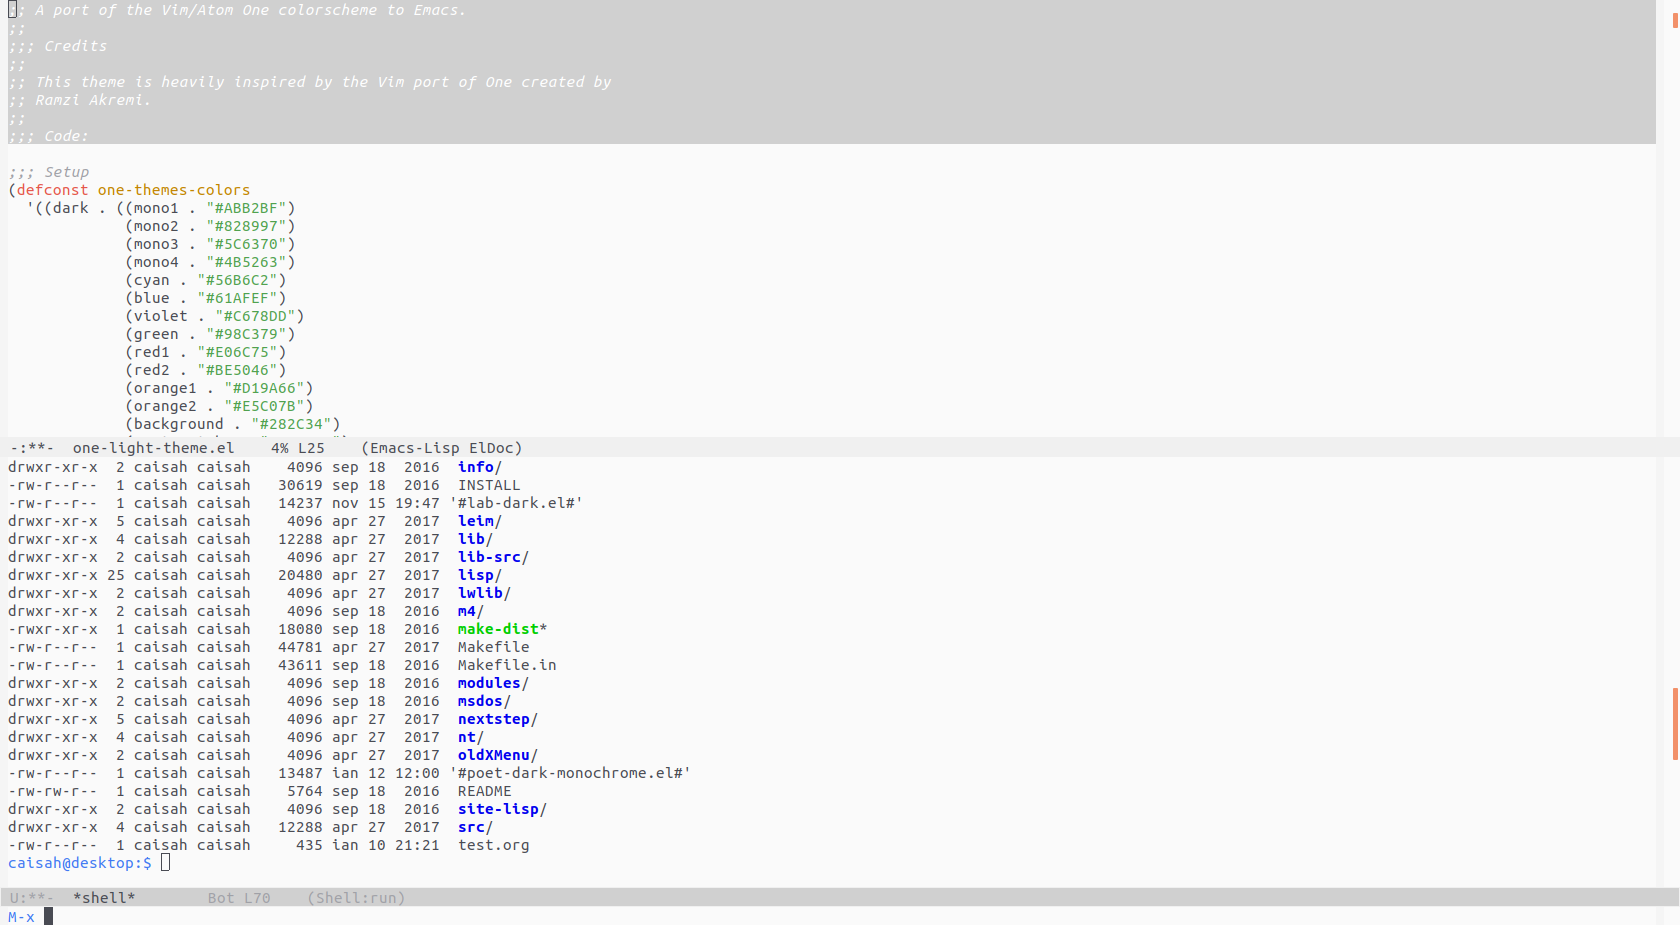 ;; A port of the Vim/Atom One colorscheme to Emacs.
;;
;;; Credits
;;
;; This theme is heavily inspired by the Vim port of One created by
;; Ramzi Akremi.
;;
;;; Code:
;;; Setup
(defconst one-themes-colors
  '((dark . ((mono1 . "#ABB2BF")
             (mono2 . "#828997")
             (mono3 . "#5C6370")
             (mono4 . "#4B5263")
             (cyan . "#56B6C2")
             (blue . "#61AFEF")
             (violet . "#C678DD")
             (green . "#98C379")
             (red1 . "#E06C75")
             (red2 . "#BE5046")
             (orange1 . "#D19A66")
             (orange2 . "#E5C07B")
             (background . "#282C34")
-:**-  one-light-theme.el    4% L25    (Emacs-Lisp ElDoc)
drwxr-xr-x  2 caisah caisah    4096 sep 18  2016  info/
-rw-r--r--  1 caisah caisah   30619 sep 18  2016  INSTALL
-rw-r--r--  1 caisah caisah   14237 nov 15 19:47 '#lab-dark.el#'
drwxr-xr-x  5 caisah caisah    4096 apr 27  2017  leim/
drwxr-xr-x  4 caisah caisah   12288 apr 27  2017  lib/
drwxr-xr-x  2 caisah caisah    4096 apr 27  2017  lib-src/
drwxr-xr-x 25 caisah caisah   20480 apr 27  2017  lisp/
drwxr-xr-x  2 caisah caisah    4096 apr 27  2017  lwlib/
drwxr-xr-x  2 caisah caisah    4096 sep 18  2016  m4/
-rwxr-xr-x  1 caisah caisah   18080 sep 18  2016  make-dist*
-rw-r--r--  1 caisah caisah   44781 apr 27  2017  Makefile
-rw-r--r--  1 caisah caisah   43611 sep 18  2016  Makefile.in
drwxr-xr-x  2 caisah caisah    4096 sep 18  2016  modules/
drwxr-xr-x  2 caisah caisah    4096 sep 18  2016  msdos/
drwxr-xr-x  5 caisah caisah    4096 apr 27  2017  nextstep/
drwxr-xr-x  4 caisah caisah    4096 apr 27  2017  nt/
drwxr-xr-x  2 caisah caisah    4096 apr 27  2017  oldXMenu/
-rw-r--r--  1 caisah caisah   13487 ian 12 12:00 '#poet-dark-monochrome.el#'
-rw-rw-r--  1 caisah caisah    5764 sep 18  2016  README
drwxr-xr-x  2 caisah caisah    4096 sep 18  2016  site-lisp/
drwxr-xr-x  4 caisah caisah   12288 apr 27  2017  src/
-rw-r--r--  1 caisah caisah     435 ian 10 21:21  test.org
caisah@desktop:$
U:**-  *shell*        Bot L70    (Shell:run)
M-x